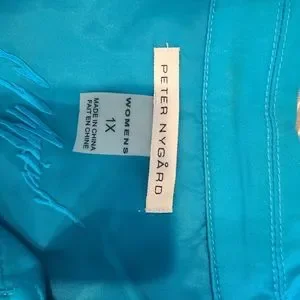 PETER NYGÅRD
WOMENS
1X
MADE IN CHINA
FAIT EN CHINE